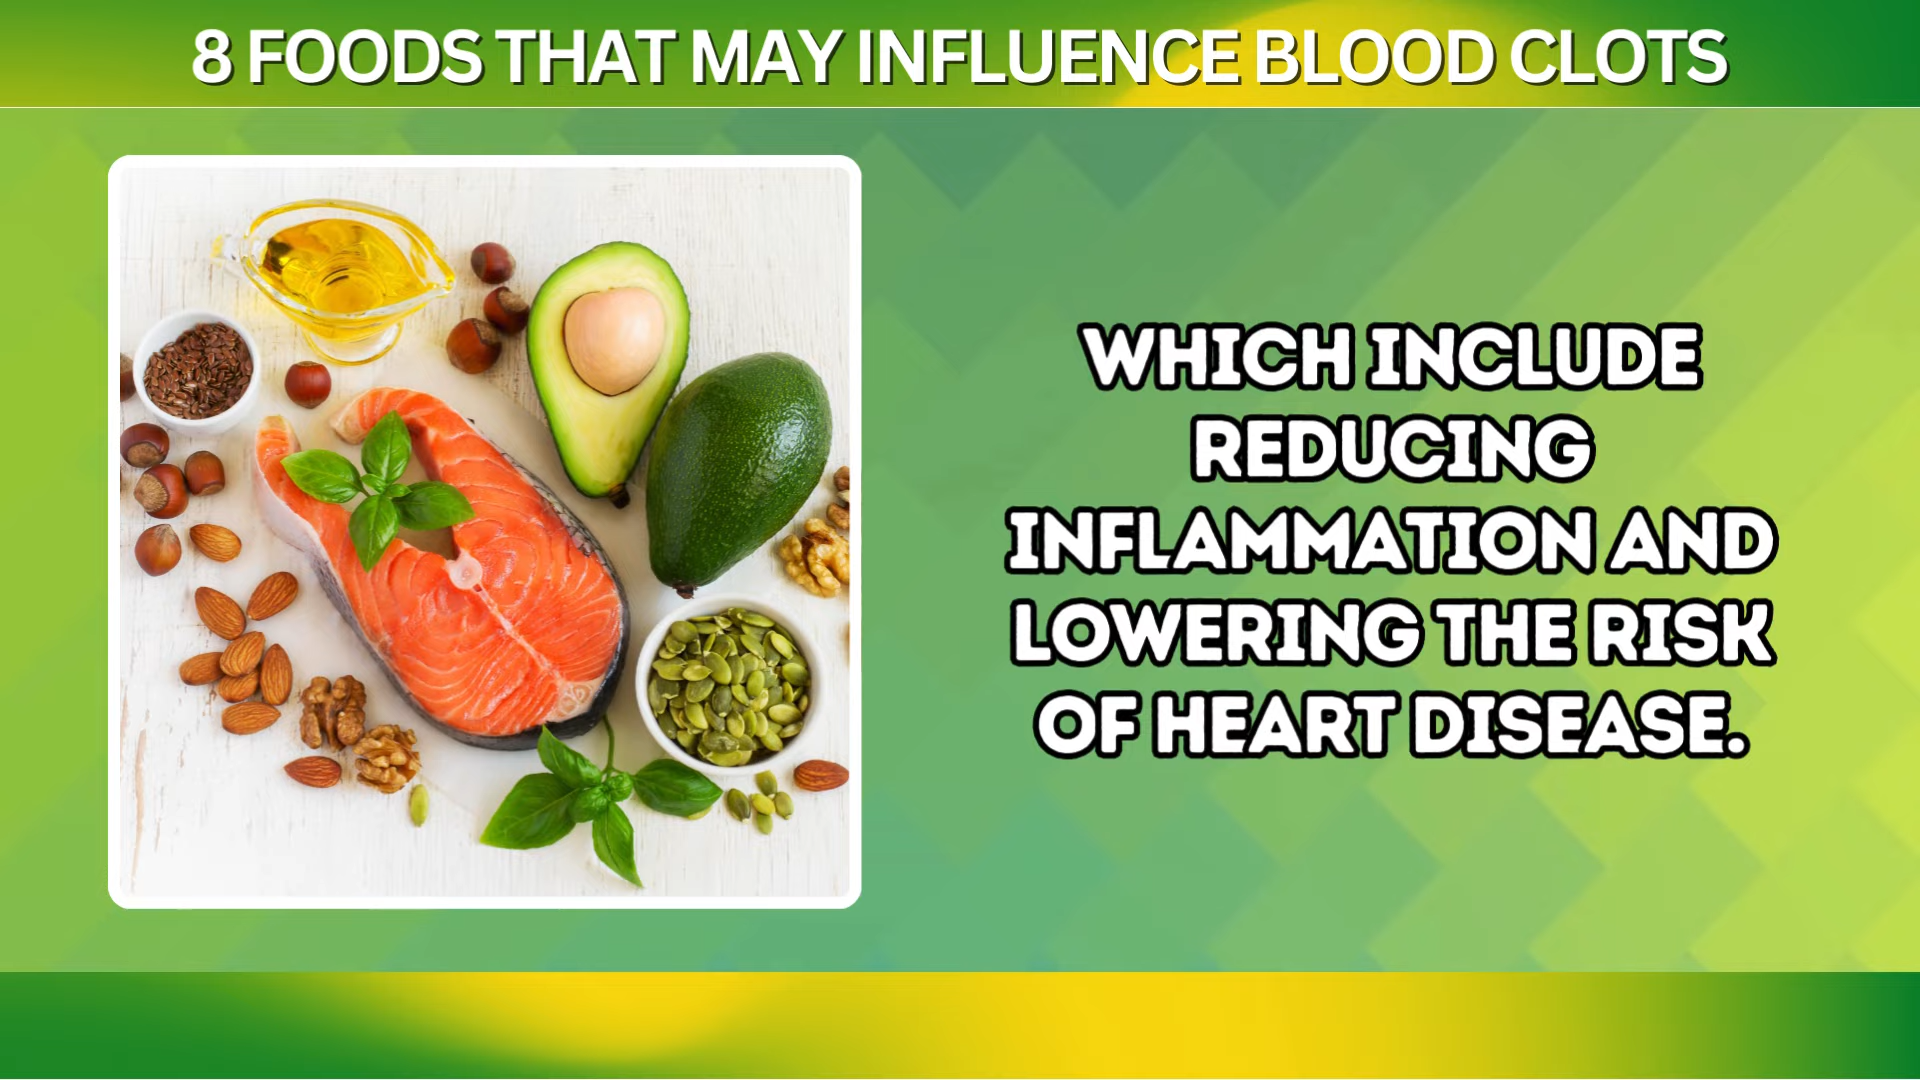 8 FOODS THAT MAY INFLUENCE BLOOD CLOTS
WHICH INCLUDE
REDUCING
INFLAMMATION AND
LOWERING THE RISK
OF HEART DISEASE.